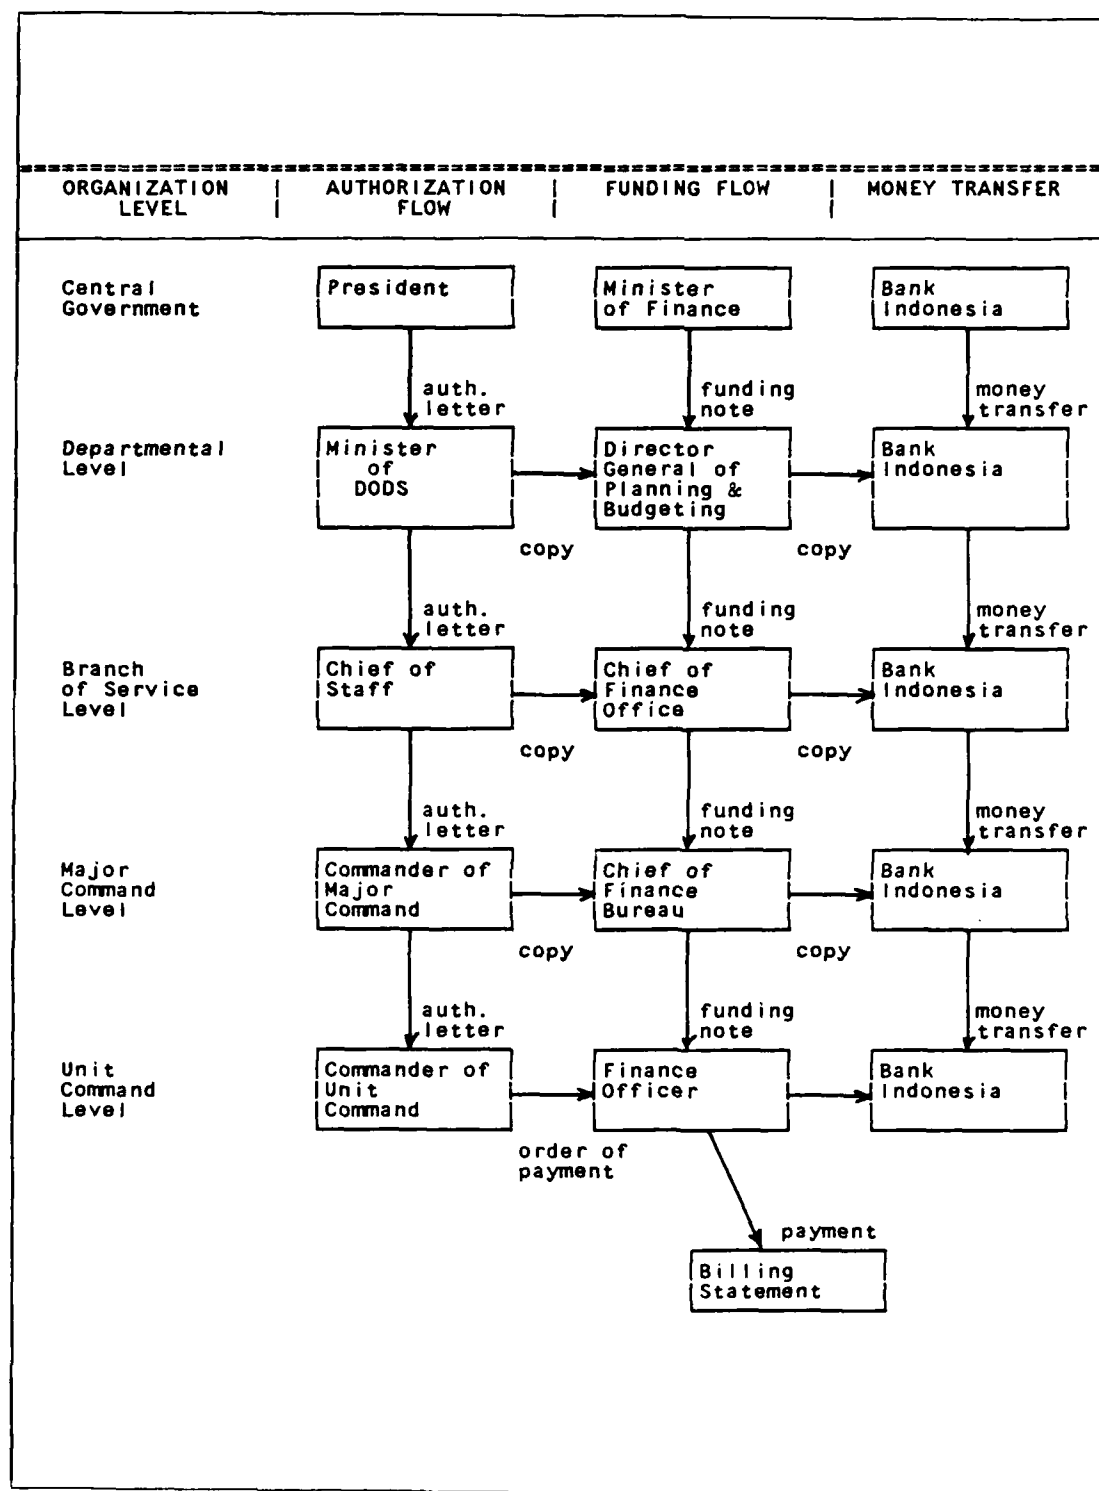 ORGANIZATION | AUTHORIZATION | FUNDING FLOW | MONEY TRANSFER
LEVEL | FLOW | |
Central President Minister Bank
Government of Finance Indonesia
auth. funding money
letter note transfer
Departmental Minister Director Bank
Level of General of Indonesia
DODS Planning &
Budgeting
copy copy
auth. funding money
letter note transfer
Branch Chief of Chief of Bank
of Service Staff Finance Indonesia
Level Office
copy copy
auth. funding money
letter note transfer
Major Commander of Chief of Bank
Command Major Finance Indonesia
Level Command Bureau
copy copy
auth. funding money
letter note transfer
Unit Commander of Finance Bank
Command Unit Officer Indonesia
Level Command
order of
payment
payment
Billing
Statement